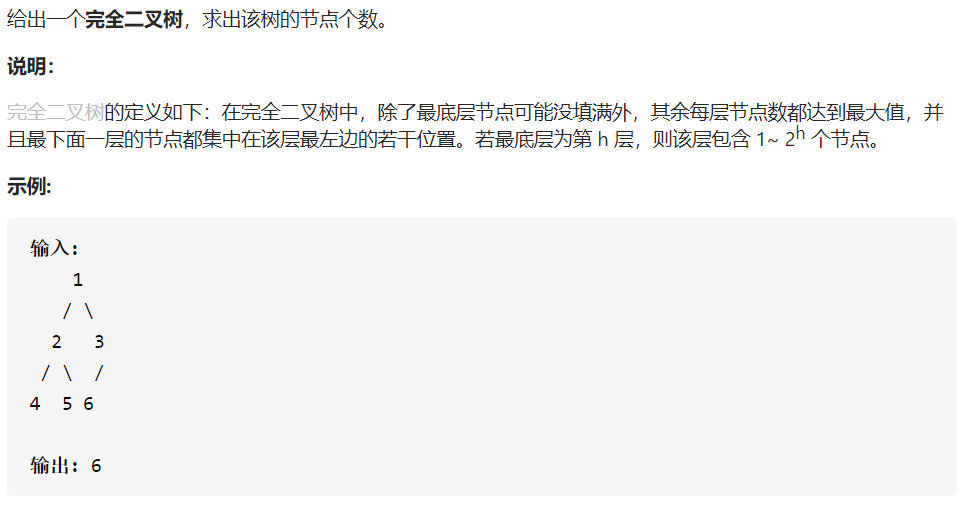 给出一个完全二叉树，求出该树的节点个数。
说明：
完全二叉树的定义如下：在完全二叉树中，除了最底层节点可能没填满外，其余每层节点数都达到最大值，并
且最下面一层的节点都集中在该层最左边的若干位置。若最底层为第 h 层，则该层包含 1~ 2^h 个节点。
示例:
输入:
    1
   / \
  2   3
 / \  /
4  5 6
输出: 6